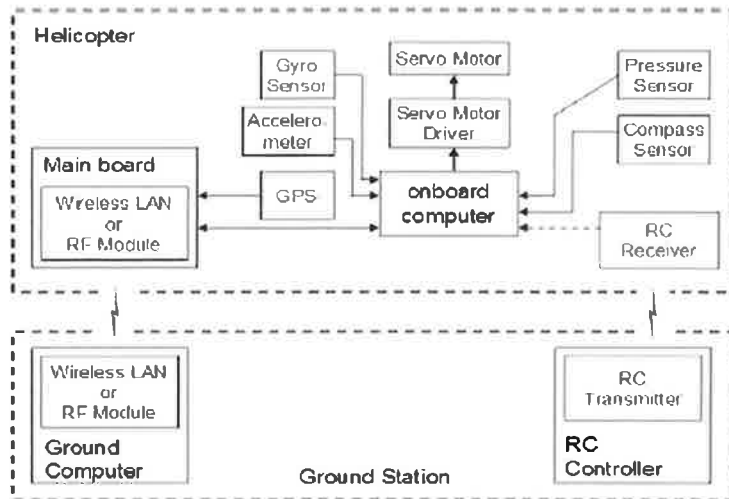 Helicopter
Gyro
Sensor
Servo Motor
Pressure
Sensor
Accelero-
meter
Servo Motor
Driver
Compass
Sensor
Main board
Wireless LAN
or
RF Module
GPS
onboard
computer
RC
Receiver
Wireless LAN
or
RF Module
Ground
Computer
RC
Transmitter
RC
Controller
Ground Station